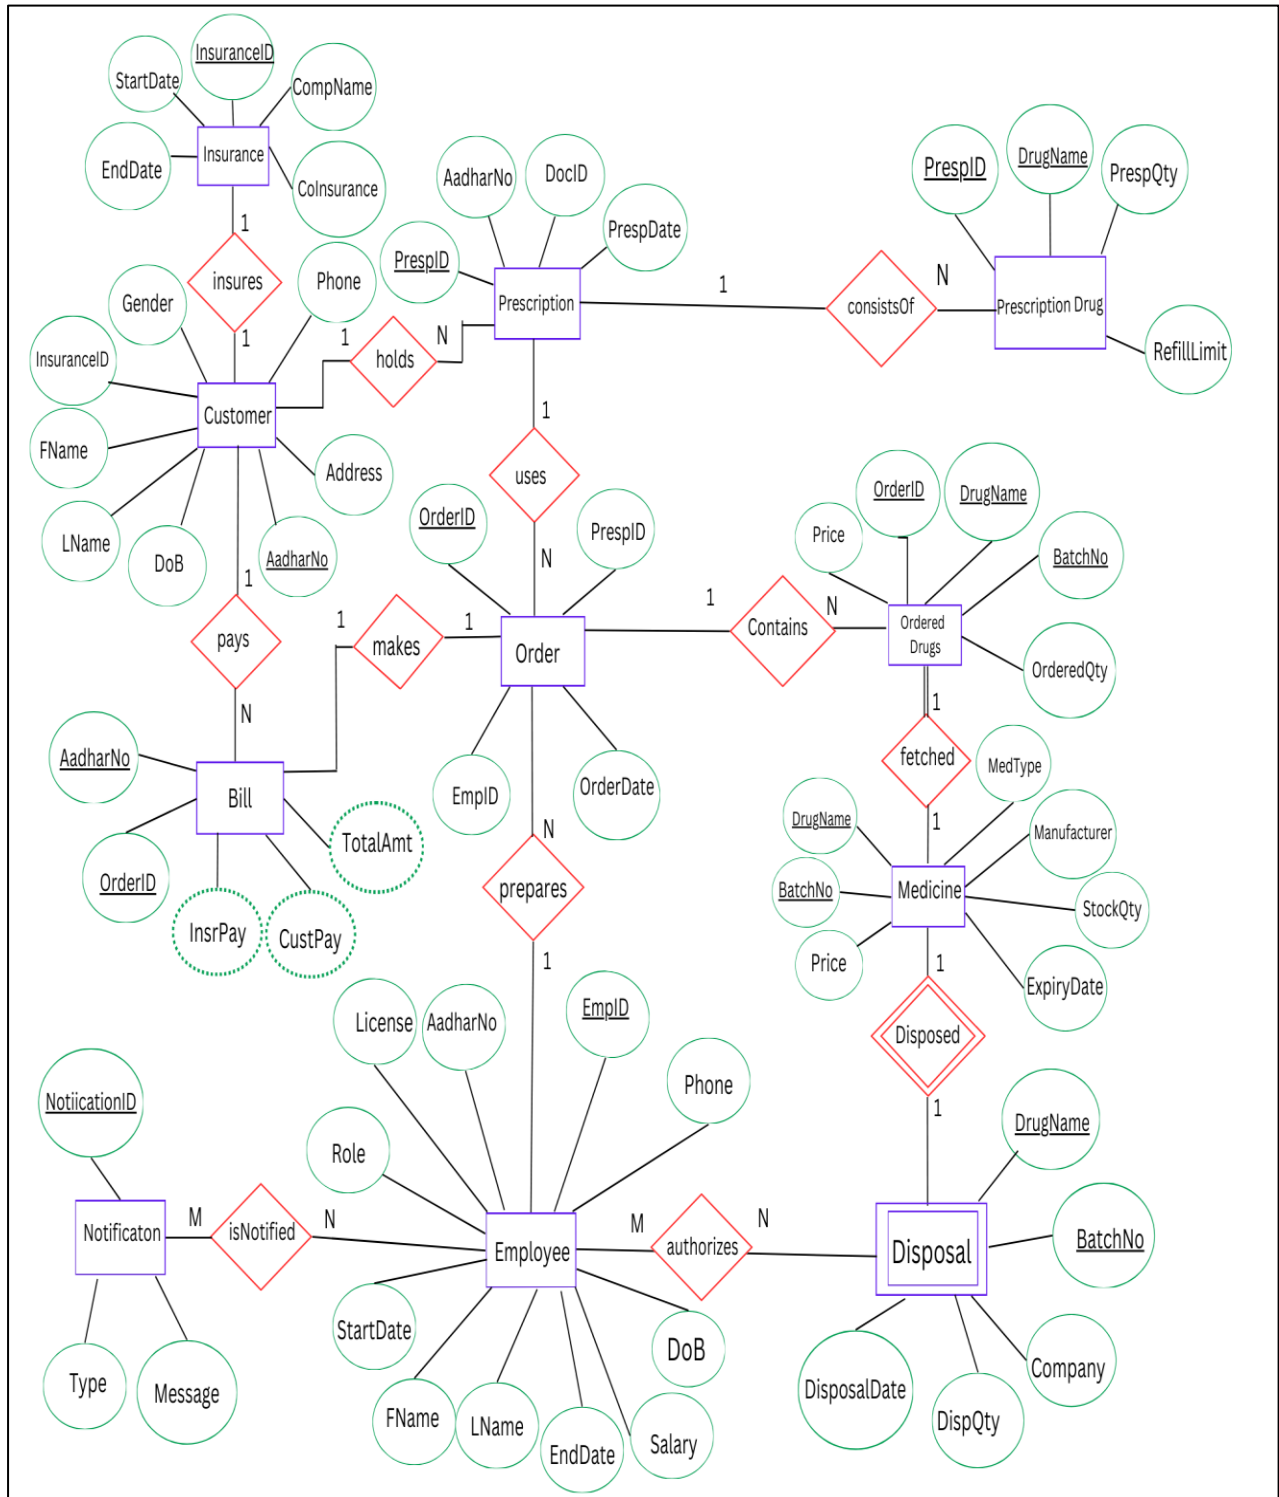 InsuranceID
StartDate
CompName
Insurance
EndDate
CoInsurance
1
insures
1
Gender
Phone
InsuranceID
Customer
FName
LName
DoB
AadharNo
Address
1
holds
N
AadharNo
DocID
PrespDate
PrespID
Prescription
1
consistsOf
N
PrespID
DrugName
PrespQty
Prescription Drug
RefillLimit
1
uses
N
1
pays
N
OrderID
PrespID
Order
1
makes
1
EmpID
OrderDate
1
Contains
N
Price
OrderID
DrugName
BatchNo
Ordered
Drugs
OrderedQty
1
fetched
1
MedType
DrugName
Manufacturer
BatchNo
Medicine
StockQty
Price
ExpiryDate
AadharNo
Bill
TotalAmt
OrderID
InsrPay
CustPay
N
prepares
1
1
Disposed
1
License
AadharNo
EmpID
Phone
Role
Employee
StartDate
FName
LName
EndDate
Salary
DoB
NotiicationID
Notificaton
Type
Message
M
isNotified
N
M
authorizes
N
DrugName
Disposal
BatchNo
DisposalDate
DispQty
Company